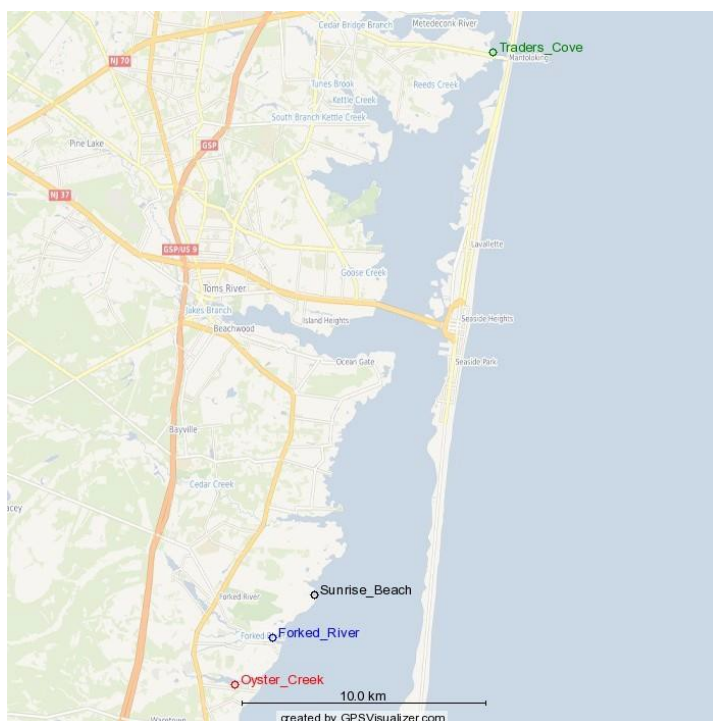 Cedar Bridge Branch
Metedeconk River
Traders_Cove
Mantoloking
NJ 70
Tunes Brook
Reeds Creek
Kettle Creek
South Branch Kettle Creek
GSP
Pine Lake
NJ 37
Lavallette
GSP/US 9
Goose Creek
Toms River
Jakes Branch
Island Heights
Seaside Heights
Beachwood
Ocean Gate
Seaside Park
Bayville
Cedar Creek
acey
Sunrise_Beach
Forked River
Forked
Forked_River
Oyster_Creek
10.0 km
Waretown
created by GPSVisualizer.com